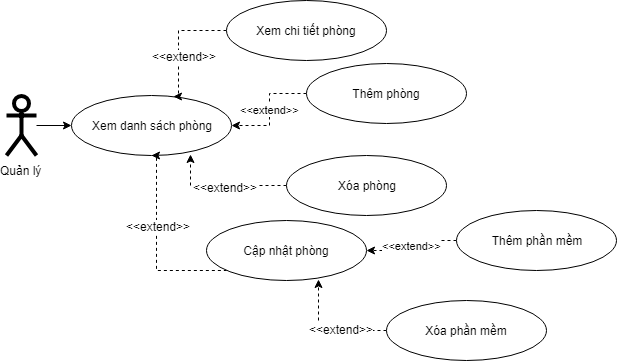 Xem chi tiết phòng
<<extend>>
Thêm phòng
<<extend>>
Xem danh sách phòng
Quản lý
<<extend>>
Xóa phòng
<<extend>>
Cập nhật phòng
<<extend>>
Thêm phần mềm
<<extend>>
Xóa phần mềm